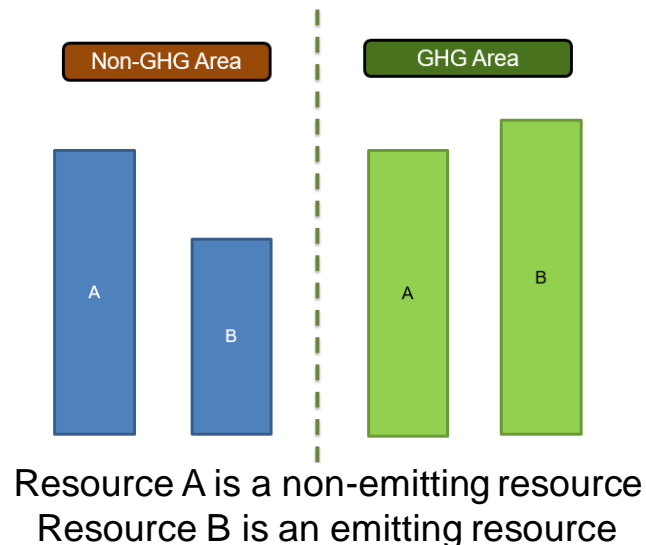 Non-GHG Area
GHG Area
A
B
A
B
Resource A is a non-emitting resource
Resource B is an emitting resource